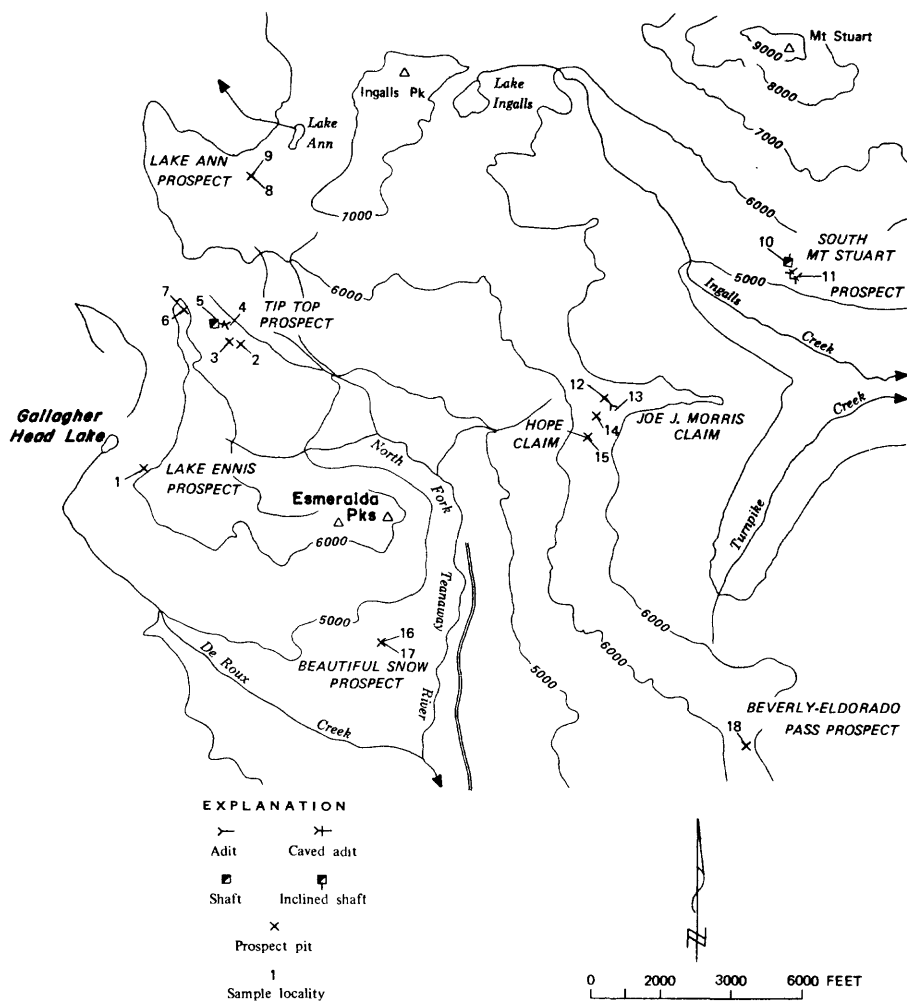 Mt Stuart
9000
8000
7000
Ingalls Pk
Lake
Ingalls
Lake
Ann
LAKE ANN
PROSPECT
9
8
7000
6000
SOUTH
MT STUART
PROSPECT
10
11
5000
Ingalls
Creek
6000
TIP TOP
PROSPECT
7
6
5
4
3
2
Gallagher
Head Lake
1
LAKE ENNIS
PROSPECT
North
Fork
Teanaway
River
Esmeralda
Pks
6000
HOPE
CLAIM
12
13
14
15
JOE J. MORRIS
CLAIM
Turnpike
Creek
5000
De Roux
Creek
16
17
BEAUTIFUL SNOW
PROSPECT
5000
6000
6000
18
BEVERLY-ELDORADO
PASS PROSPECT
EXPLANATION
Adit
Caved adit
Shaft
Inclined shaft
Prospect pit
1
Sample locality
N
0 2000 3000 6000 FEET